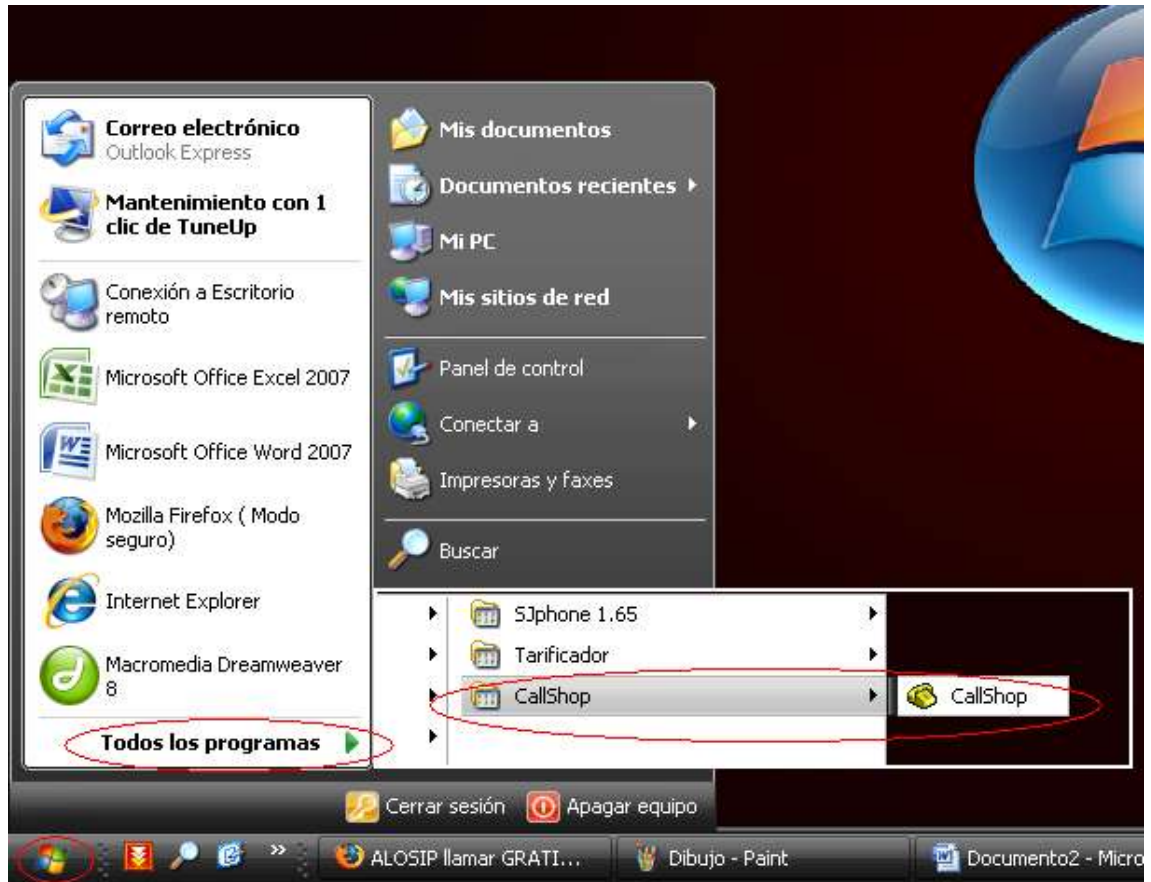 Correo electrónico
Outlook Express
Mantenimiento con 1
clic de TuneUp
Conexión a Escritorio
remoto
Microsoft Office Excel 2007
Microsoft Office Word 2007
Mozilla Firefox ( Modo
seguro)
Internet Explorer
Macromedia Dreamweaver
8
Todos los programas
Mis documentos
Documentos recientes
Mi PC
Mis sitios de red
Panel de control
Conectar a
Impresoras y faxes
Buscar
SJphone 1.65
Tarificador
CallShop
CallShop
Cerrar sesión
Apagar equipo
ALOSIP llamar GRATI...
Dibujo - Paint
Documento2 - Micro